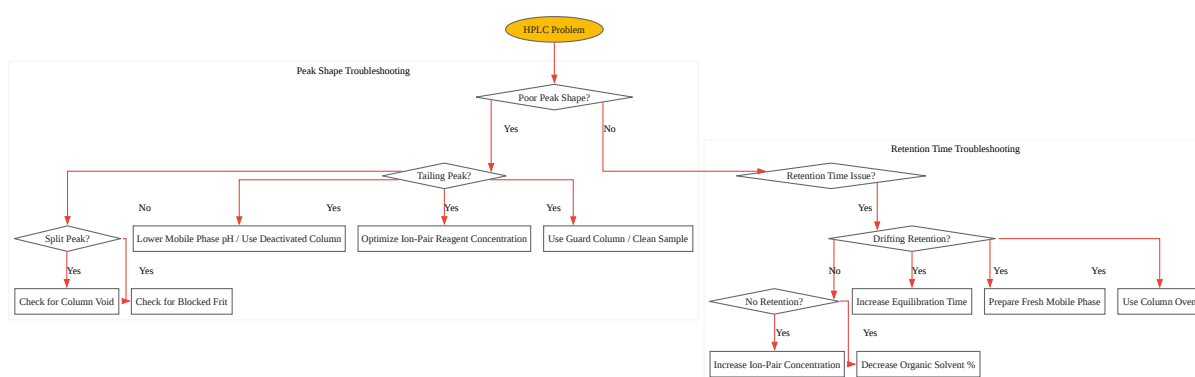 HPLC Problem
Peak Shape Troubleshooting
Poor Peak Shape?
Yes
No
Retention Time Troubleshooting
Tailing Peak?
Retention Time Issue?
No
Yes
Yes
Yes
Yes
Split Peak?
Lower Mobile Phase pH / Use Deactivated Column
Optimize Ion-Pair Reagent Concentration
Use Guard Column / Clean Sample
Drifting Retention?
Yes
Yes
No
Yes
Yes
Yes
Check for Column Void
Check for Blocked Frit
No Retention?
Increase Equilibration Time
Prepare Fresh Mobile Phase
Use Column Oven
Yes
Yes
Increase Ion-Pair Concentration
Decrease Organic Solvent %